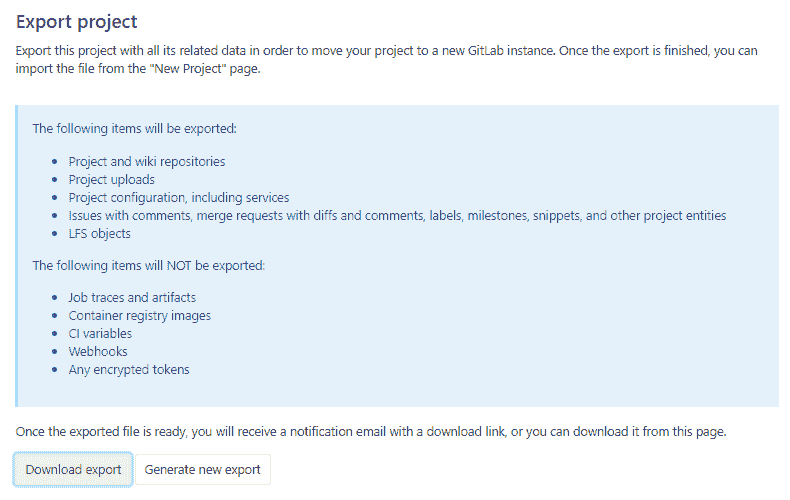 Export project
Export this project with all its related data in order to move your project to a new GitLab instance. Once the export is finished, you can
import the file from the "New Project" page.
The following items will be exported:
• Project and wiki repositories
• Project uploads
• Project configuration, including services
• Issues with comments, merge requests with diffs and comments, labels, milestones, snippets, and other project entities
• LFS objects
The following items will NOT be exported:
• Job traces and artifacts
• Container registry images
• CI variables
• Webhooks
• Any encrypted tokens
Once the exported file is ready, you will receive a notification email with a download link, or you can download it from this page.
Download export Generate new export